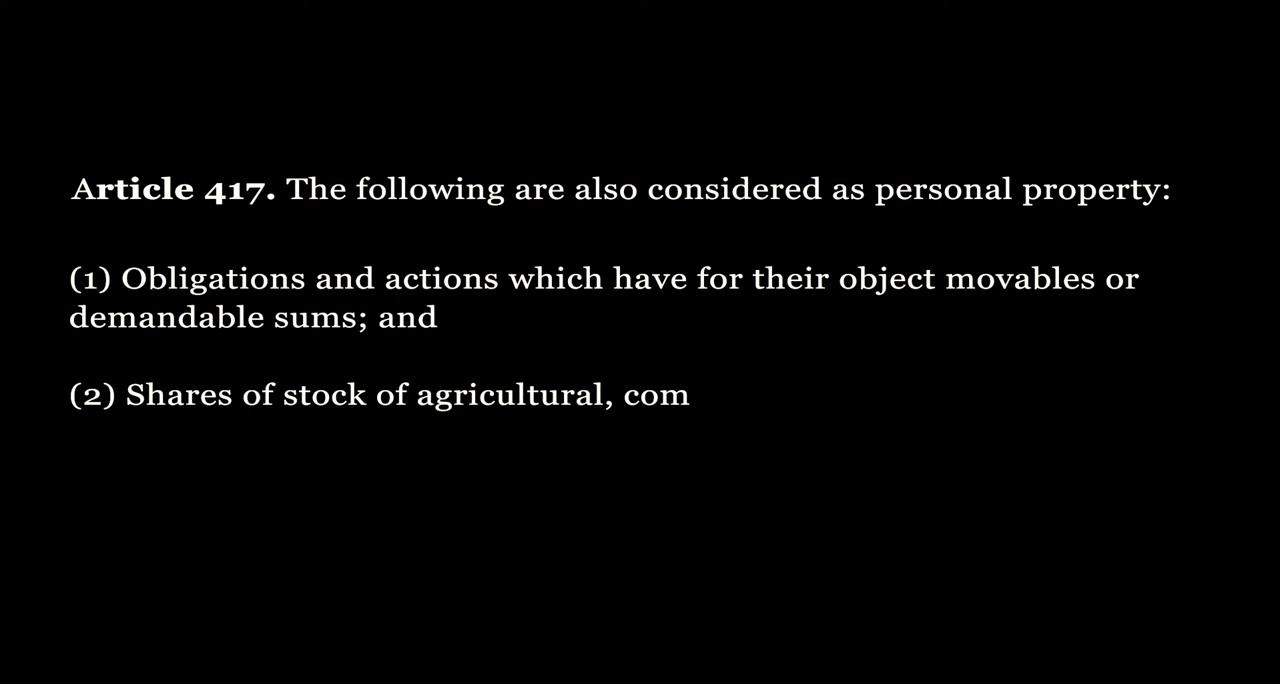 Article 417. The following are also considered as personal property:
(1) Obligations and actions which have for their object movables or
demandable sums; and
(2) Shares of stock of agricultural, com